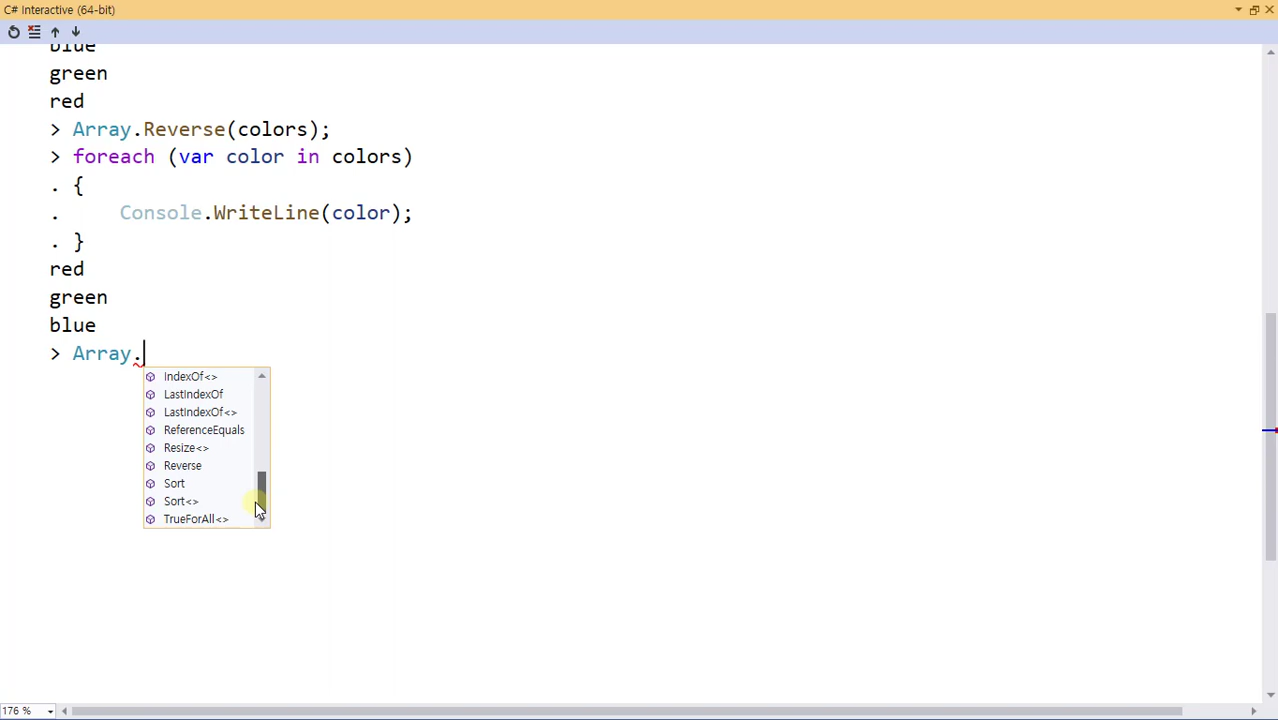 C# Interactive (64-bit)
blue
green
red
> Array.Reverse(colors);
> foreach (var color in colors)
. {
.     Console.WriteLine(color);
. }
red
green
blue
> Array.
IndexOf<>
LastIndexOf
LastIndexOf<>
ReferenceEquals
Resize<>
Reverse
Sort
Sort<>
TrueForAll<>
176 %